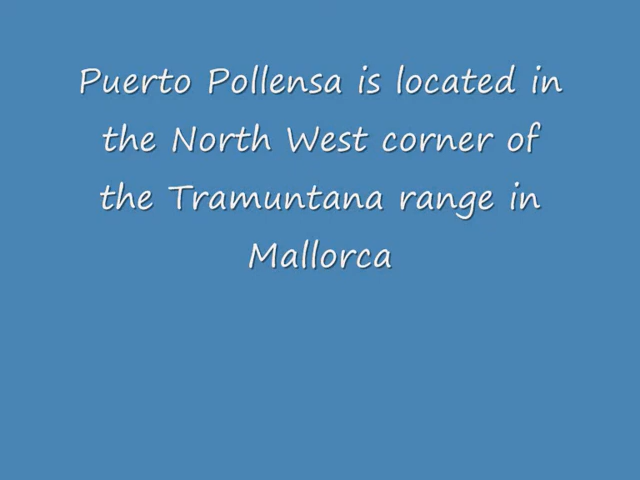 Puerto Pollensa is located in
the North West corner of
the Tramuntana range in
Mallorca